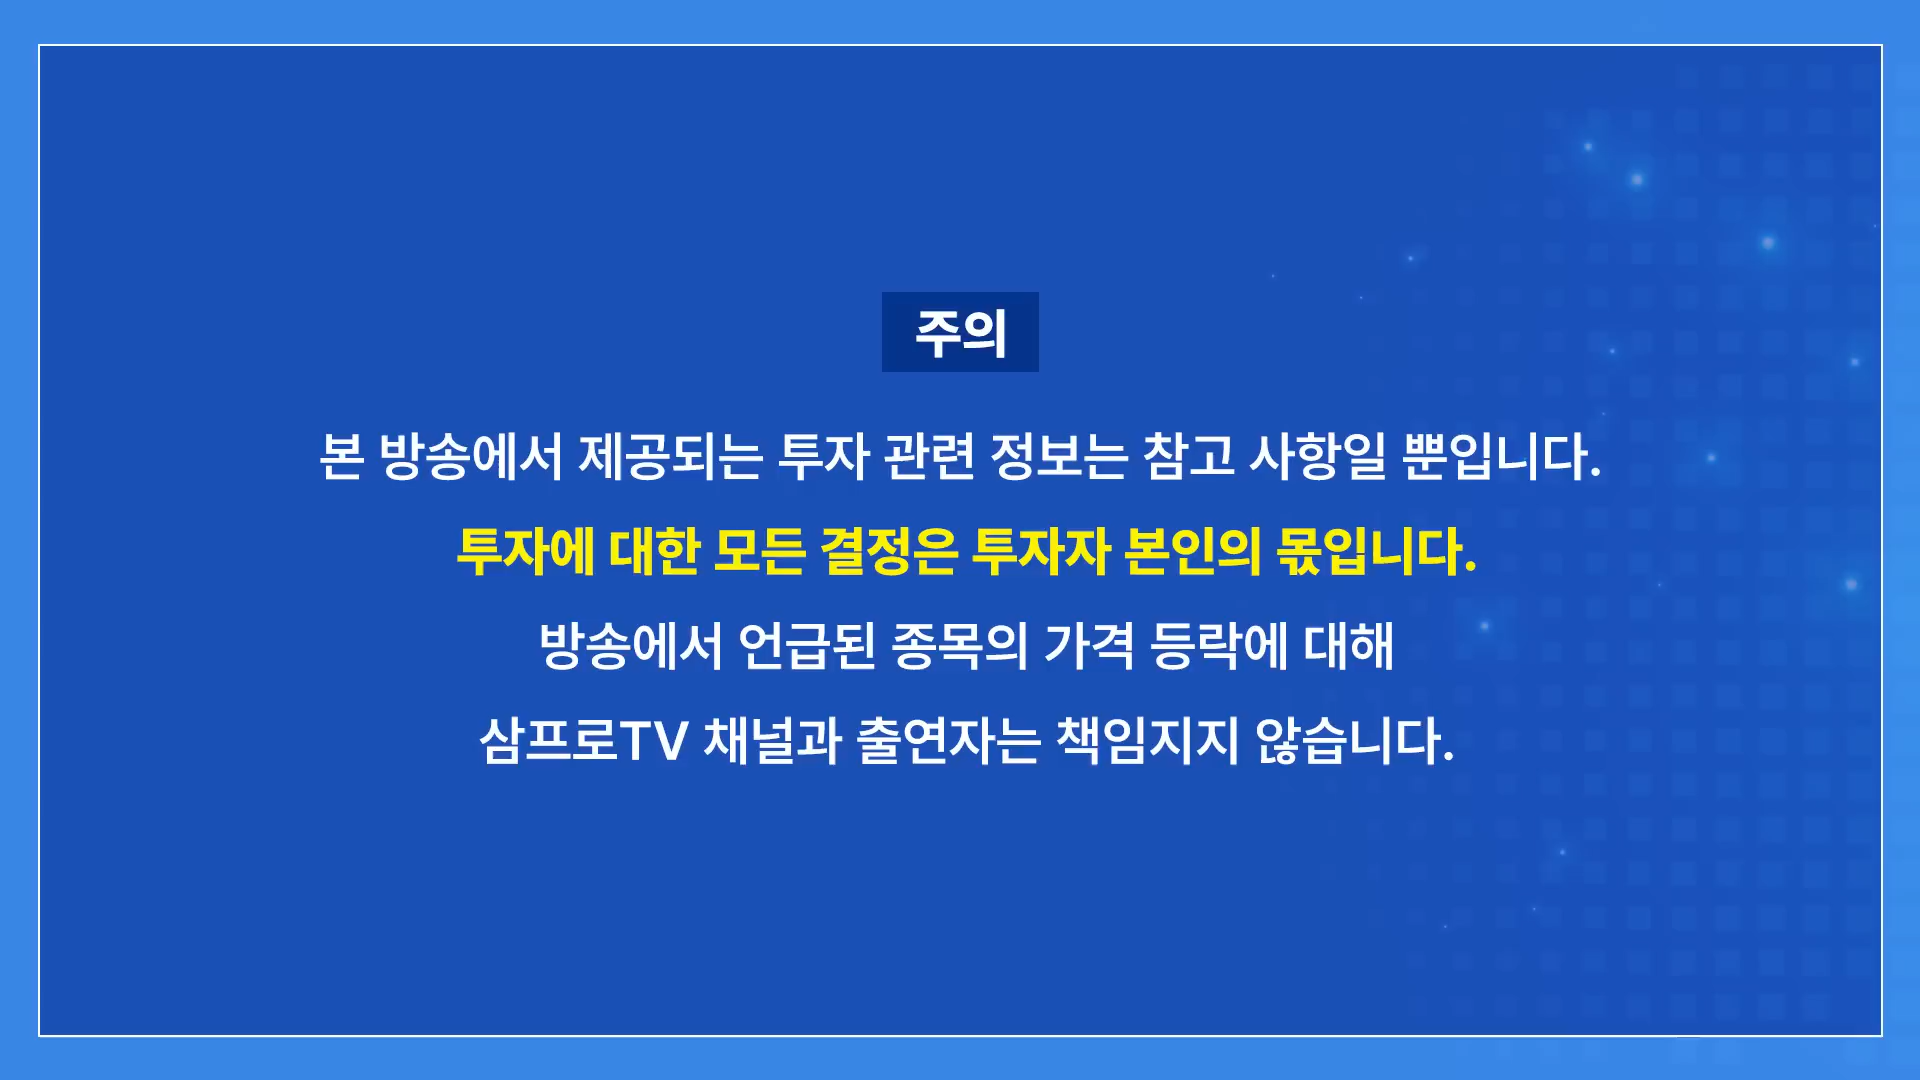 주의
본 방송에서 제공되는 투자 관련 정보는 참고 사항일 뿐입니다.
투자에 대한 모든 결정은 투자자 본인의 몫입니다.
방송에서 언급된 종목의 가격 등락에 대해
삼프로TV 채널과 출연자는 책임지지 않습니다.